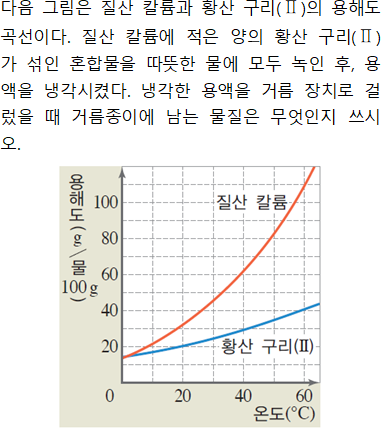 다음 그림은 질산 칼륨과 황산 구리(Ⅱ)의 용해도
곡선이다. 질산 칼륨에 적은 양의 황산 구리(Ⅱ)
가 섞인 혼합물을 따뜻한 물에 모두 녹인 후, 용
액을 냉각시켰다. 냉각한 용액을 거름 장치로 걸
렀을 때 거름종이에 남는 물질은 무엇인지 쓰시
오.
용해도(g/물 100 g)
100
80
60
40
20
0
질산 칼륨
황산 구리(Ⅱ)
20 40 60
온도(°C)